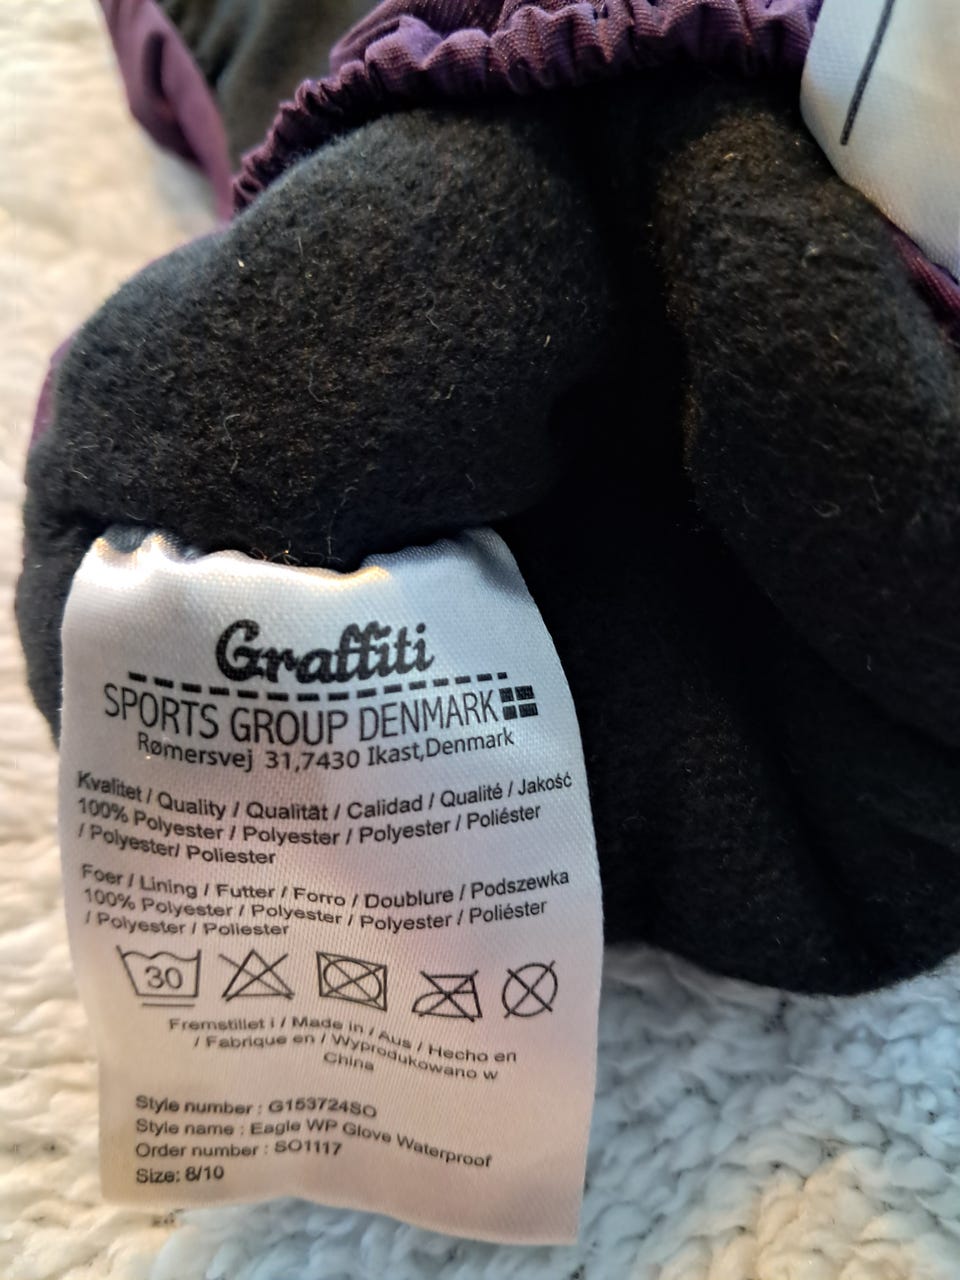 Graffiti
SPORTS GROUP DENMARK
Rømersvej 31,7430 Ikast,Denmark
Kvalitet / Quality / Qualität / Calidad / Qualité / Jakość
100% Polyester / Polyester / Polyester / Poliéster
/ Polyester/ Poliester
Foer / Lining / Futter / Forro / Doublure / Podszewka
100% Polyester / Polyester / Polyester / Poliéster
/ Polyester / Poliester
30
Fremstillet i / Made in / Aus / Hecho en
/ Fabrique en / Wyprodukowano w
China
Style number : G153724SO
Style name : Eagle WP Glove Waterproof
Order number : SO1117
Size: 8/10